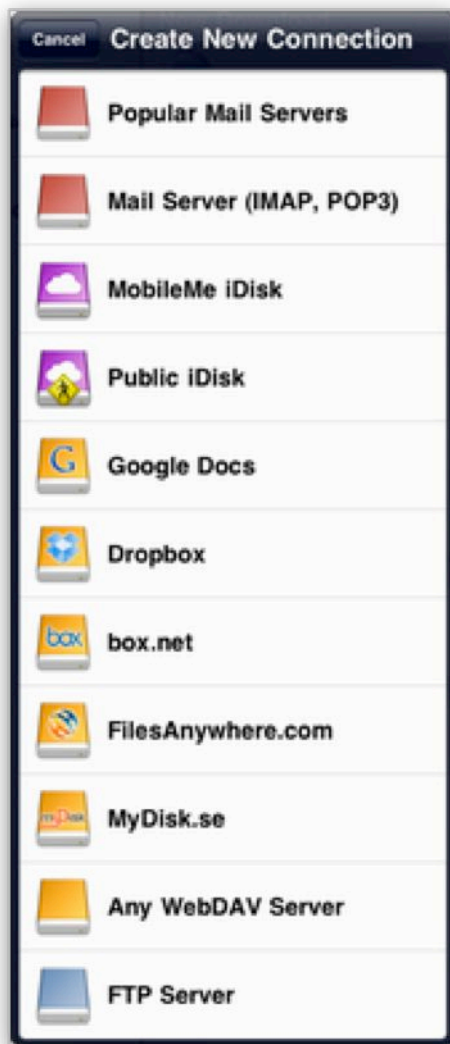 Cancel Create New Connection
Popular Mail Servers
Mail Server (IMAP, POP3)
MobileMe iDisk
Public iDisk
G Google Docs
Dropbox
box box.net
FilesAnywhere.com
myDisk MyDisk.se
Any WebDAV Server
FTP Server